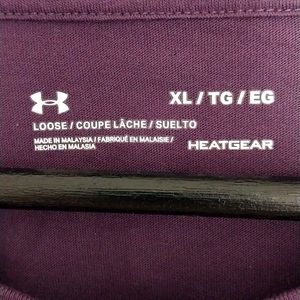 XL / TG / EG
LOOSE / COUPE LÂCHE / SUELTO
MADE IN MALAYSIA / FABRIQUÉ EN MALAISIE /
HECHO EN MALASIA
HEATGEAR